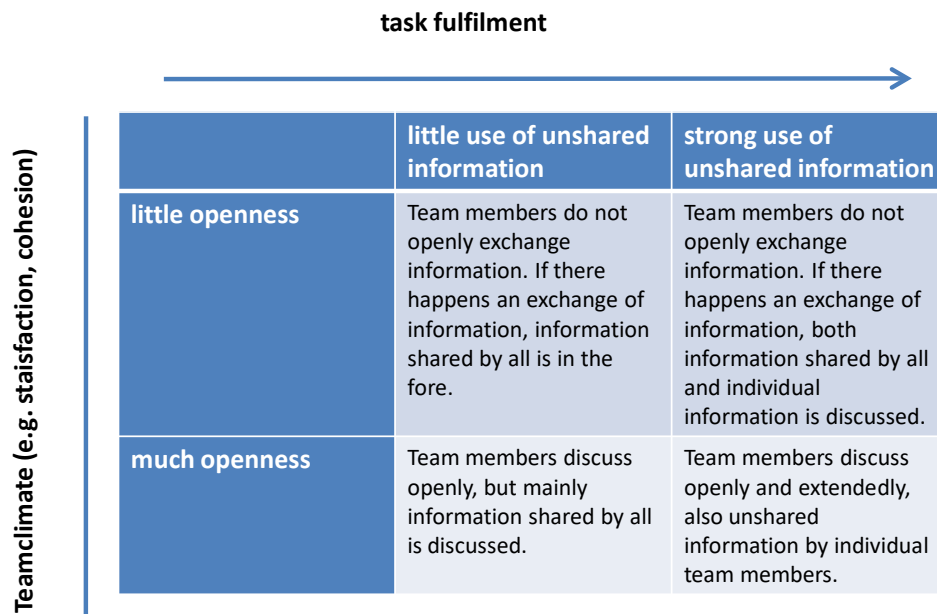 task fulfilment
Teamclimate (e.g. staisfaction, cohesion)
little use of unshared
information
strong use of
unshared information
little openness
Team members do not
openly exchange
information. If there
happens an exchange of
information, information
shared by all is in the
fore.
Team members do not
openly exchange
information. If there
happens an exchange of
information, both
information shared by all
and individual
information is discussed.
much openness
Team members discuss
openly, but mainly
information shared by all
is discussed.
Team members discuss
openly and extendedly,
also unshared
information by individual
team members.